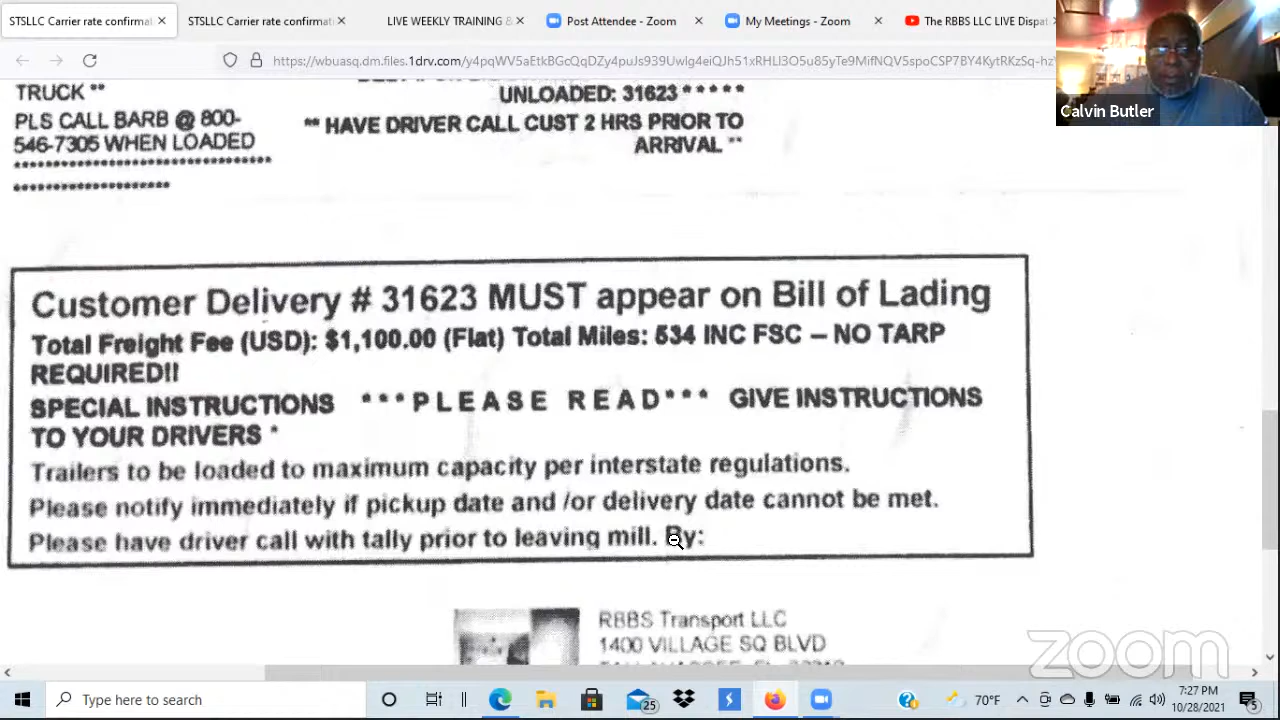 STSLLC Carrier rate confirmat
STSLLC Carrier rate confirmat
LIVE WEEKLY TRAINING &
Post Attendee - Zoom
My Meetings - Zoom
The RBBS LLC LIVE Dispat
Calvin Butler
TRUCK **
PLS CALL BARB @ 800-
546-7305 WHEN LOADED
******************************
******************
UNLOADED: 31623*****
** HAVE DRIVER CALL CUST 2 HRS PRIOR TO
ARRIVAL **
Customer Delivery # 31623 MUST appear on Bill of Lading
Total Freight Fee (USD): $1,100.00 (Flat) Total Miles: 534 INC FSC – NO TARP
REQUIRED!!
SPECIAL INSTRUCTIONS ***PLEASE READ*** GIVE INSTRUCTIONS
TO YOUR DRIVERS *
Trailers to be loaded to maximum capacity per interstate regulations.
Please notify immediately if pickup date and /or delivery date cannot be met.
Please have driver call with tally prior to leaving mill. By:
RBBS Transport LLC
1400 VILLAGE SQ BLVD
zoom
Type here to search
25
70°F
7:27 PM
10/28/2021
5